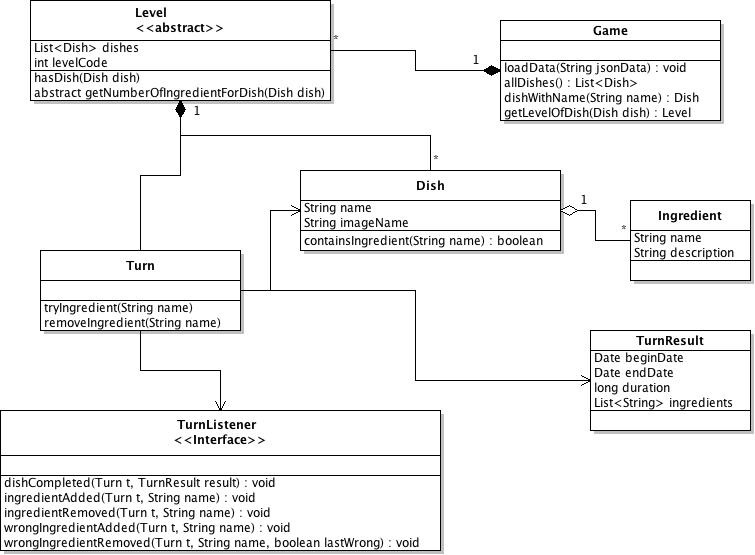 Level
<<abstract>>
List<Dish> dishes
int levelCode
hasDish(Dish dish)
abstract getNumberOfIngredientForDish(Dish dish)
*
1
Game
loadData(String jsonData) : void
allDishes() : List<Dish>
dishWithName(String name) : Dish
getLevelOfDish(Dish dish) : Level
1
*
Dish
String name
String imageName
containsIngredient(String name) : boolean
1
*
Ingredient
String name
String description
Turn
tryIngredient(String name)
removeIngredient(String name)
TurnResult
Date beginDate
Date endDate
long duration
List<String> ingredients
TurnListener
<<Interface>>
dishCompleted(Turn t, TurnResult result) : void
ingredientAdded(Turn t, String name) : void
ingredientRemoved(Turn t, String name) : void
wrongIngredientAdded(Turn t, String name) : void
wrongIngredientRemoved(Turn t, String name, boolean lastWrong) : void